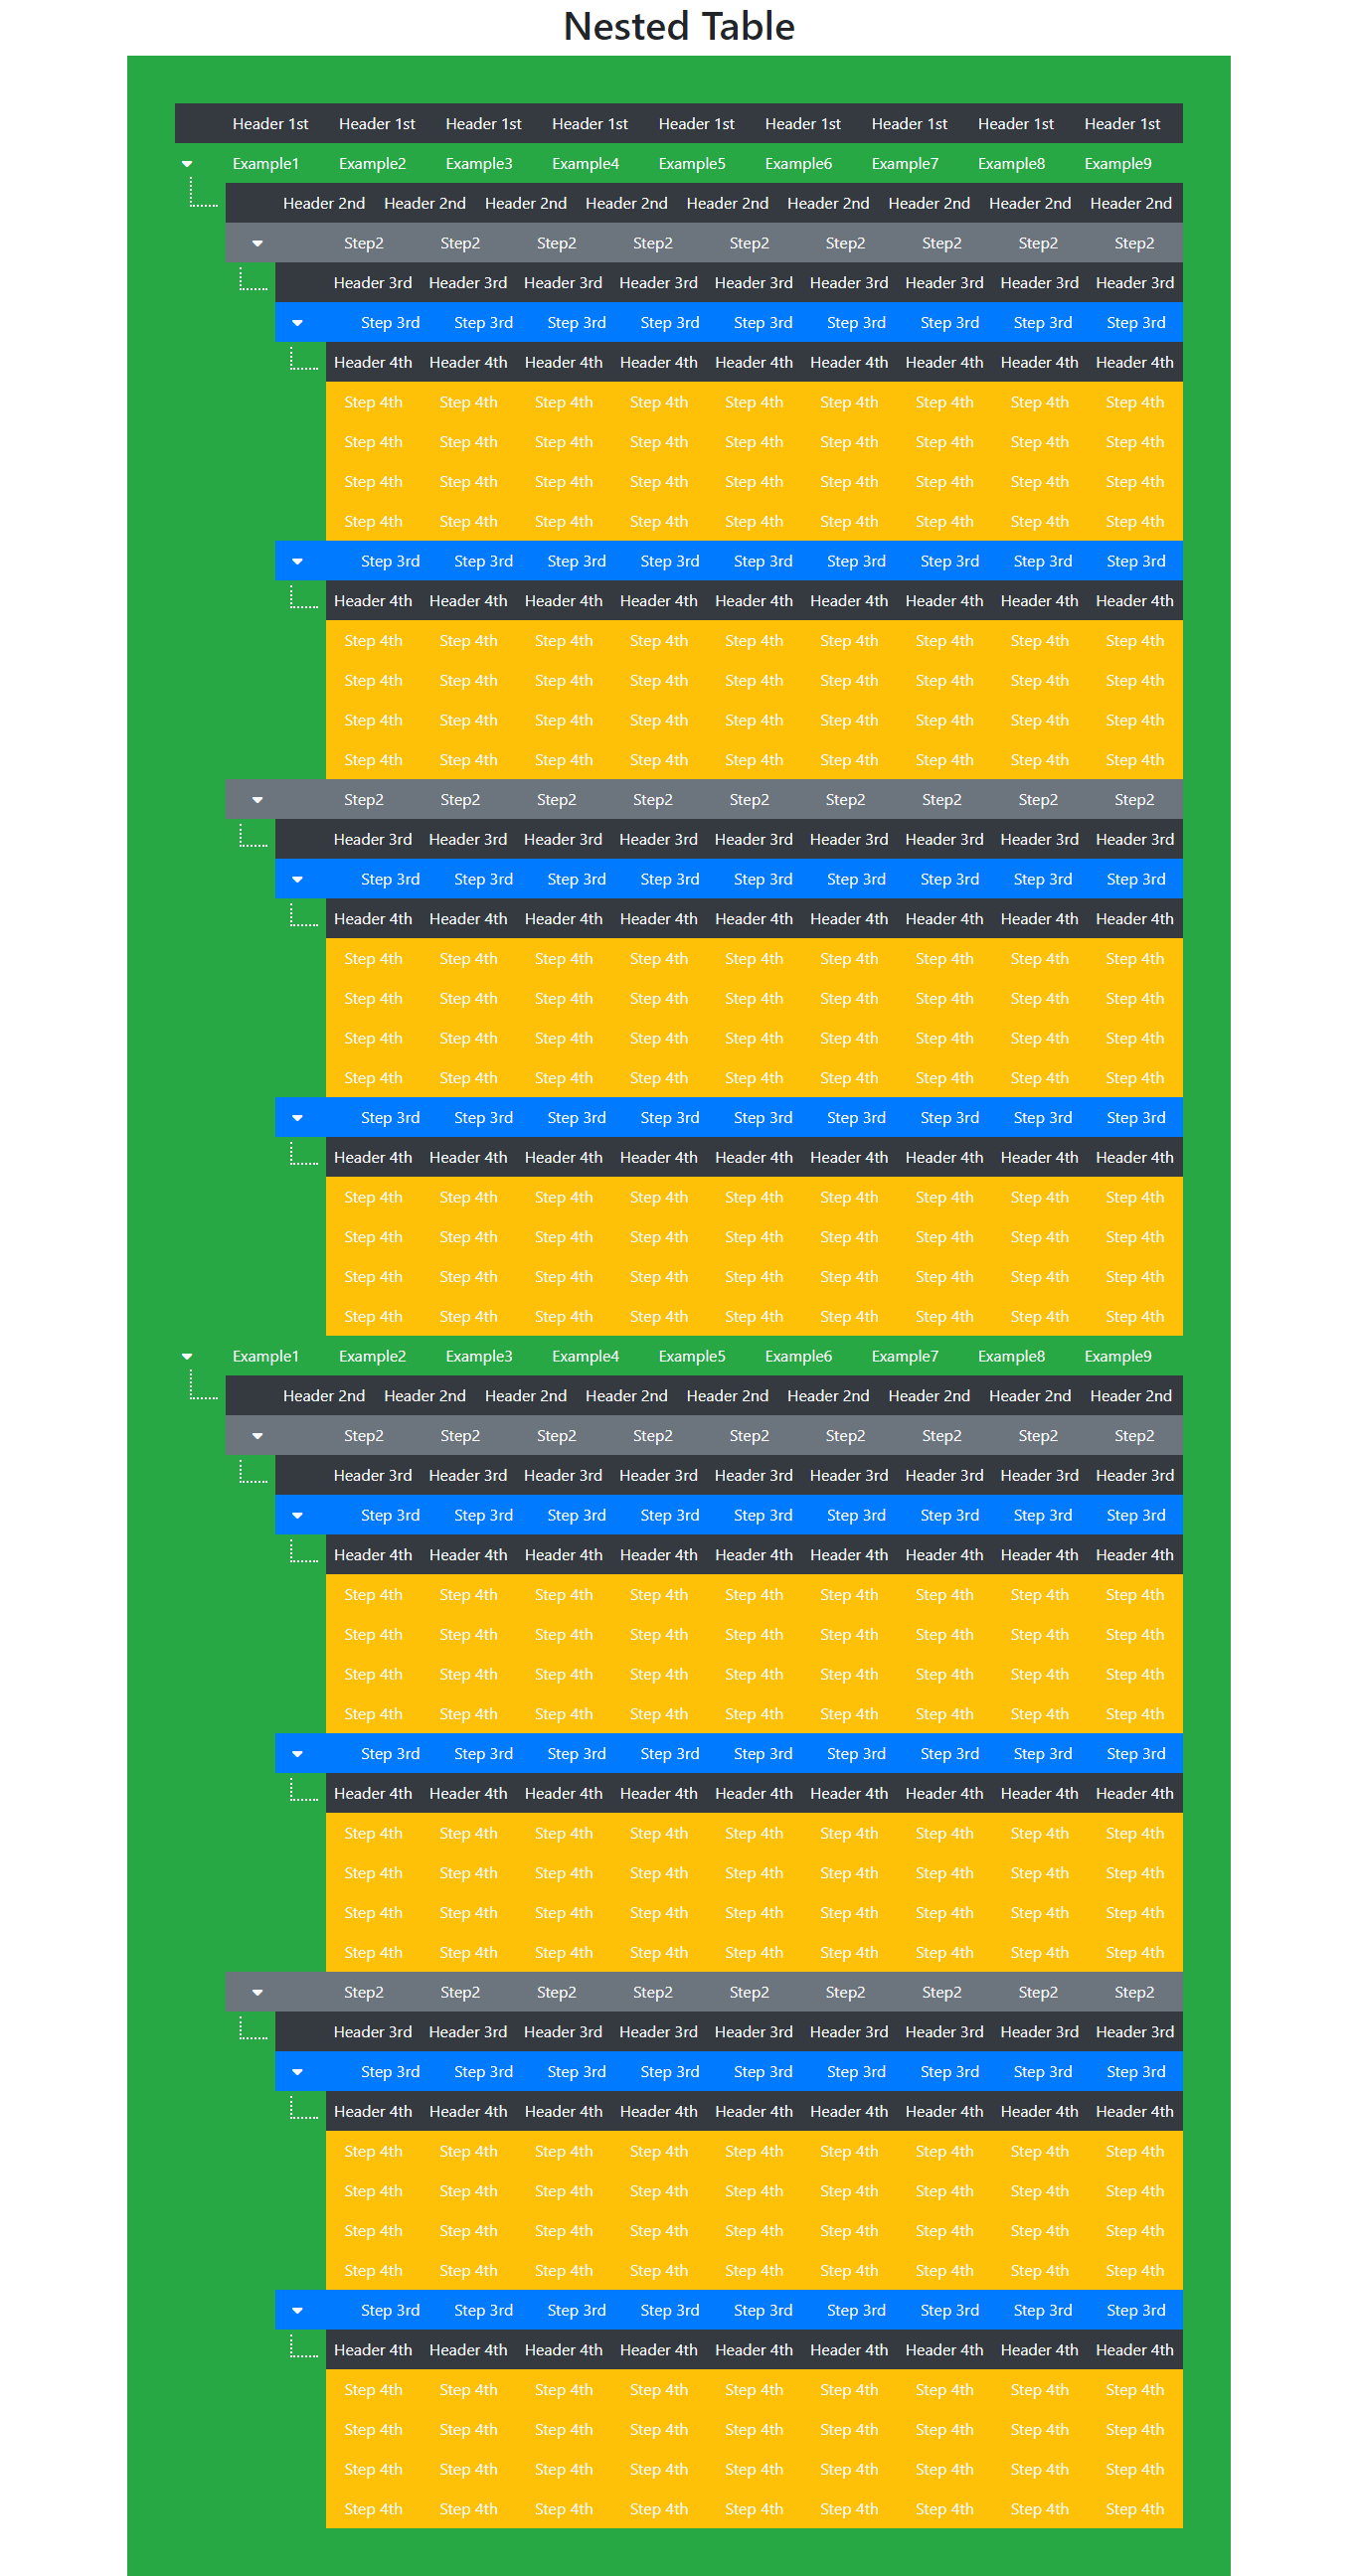 Nested Table
Header 1st Header 1st Header 1st Header 1st Header 1st Header 1st Header 1st Header 1st Header 1st
Example1 Example2 Example3 Example4 Example5 Example6 Example7 Example8 Example9
Header 2nd Header 2nd Header 2nd Header 2nd Header 2nd Header 2nd Header 2nd Header 2nd Header 2nd
Step2 Step2 Step2 Step2 Step2 Step2 Step2 Step2 Step2
Header 3rd Header 3rd Header 3rd Header 3rd Header 3rd Header 3rd Header 3rd Header 3rd Header 3rd
Step 3rd Step 3rd Step 3rd Step 3rd Step 3rd Step 3rd Step 3rd Step 3rd Step 3rd
Header 4th Header 4th Header 4th Header 4th Header 4th Header 4th Header 4th Header 4th Header 4th
Step 4th Step 4th Step 4th Step 4th Step 4th Step 4th Step 4th Step 4th Step 4th
Step 4th Step 4th Step 4th Step 4th Step 4th Step 4th Step 4th Step 4th Step 4th
Step 4th Step 4th Step 4th Step 4th Step 4th Step 4th Step 4th Step 4th Step 4th
Step 4th Step 4th Step 4th Step 4th Step 4th Step 4th Step 4th Step 4th Step 4th
Step 3rd Step 3rd Step 3rd Step 3rd Step 3rd Step 3rd Step 3rd Step 3rd Step 3rd
Header 4th Header 4th Header 4th Header 4th Header 4th Header 4th Header 4th Header 4th Header 4th
Step 4th Step 4th Step 4th Step 4th Step 4th Step 4th Step 4th Step 4th Step 4th
Step 4th Step 4th Step 4th Step 4th Step 4th Step 4th Step 4th Step 4th Step 4th
Step 4th Step 4th Step 4th Step 4th Step 4th Step 4th Step 4th Step 4th Step 4th
Step 4th Step 4th Step 4th Step 4th Step 4th Step 4th Step 4th Step 4th Step 4th
Step2 Step2 Step2 Step2 Step2 Step2 Step2 Step2 Step2
Header 3rd Header 3rd Header 3rd Header 3rd Header 3rd Header 3rd Header 3rd Header 3rd Header 3rd
Step 3rd Step 3rd Step 3rd Step 3rd Step 3rd Step 3rd Step 3rd Step 3rd Step 3rd
Header 4th Header 4th Header 4th Header 4th Header 4th Header 4th Header 4th Header 4th Header 4th
Step 4th Step 4th Step 4th Step 4th Step 4th Step 4th Step 4th Step 4th Step 4th
Step 4th Step 4th Step 4th Step 4th Step 4th Step 4th Step 4th Step 4th Step 4th
Step 4th Step 4th Step 4th Step 4th Step 4th Step 4th Step 4th Step 4th Step 4th
Step 4th Step 4th Step 4th Step 4th Step 4th Step 4th Step 4th Step 4th Step 4th
Step 3rd Step 3rd Step 3rd Step 3rd Step 3rd Step 3rd Step 3rd Step 3rd Step 3rd
Header 4th Header 4th Header 4th Header 4th Header 4th Header 4th Header 4th Header 4th Header 4th
Step 4th Step 4th Step 4th Step 4th Step 4th Step 4th Step 4th Step 4th Step 4th
Step 4th Step 4th Step 4th Step 4th Step 4th Step 4th Step 4th Step 4th Step 4th
Step 4th Step 4th Step 4th Step 4th Step 4th Step 4th Step 4th Step 4th Step 4th
Step 4th Step 4th Step 4th Step 4th Step 4th Step 4th Step 4th Step 4th Step 4th
Example1 Example2 Example3 Example4 Example5 Example6 Example7 Example8 Example9
Header 2nd Header 2nd Header 2nd Header 2nd Header 2nd Header 2nd Header 2nd Header 2nd Header 2nd
Step2 Step2 Step2 Step2 Step2 Step2 Step2 Step2 Step2
Header 3rd Header 3rd Header 3rd Header 3rd Header 3rd Header 3rd Header 3rd Header 3rd Header 3rd
Step 3rd Step 3rd Step 3rd Step 3rd Step 3rd Step 3rd Step 3rd Step 3rd Step 3rd
Header 4th Header 4th Header 4th Header 4th Header 4th Header 4th Header 4th Header 4th Header 4th
Step 4th Step 4th Step 4th Step 4th Step 4th Step 4th Step 4th Step 4th Step 4th
Step 4th Step 4th Step 4th Step 4th Step 4th Step 4th Step 4th Step 4th Step 4th
Step 4th Step 4th Step 4th Step 4th Step 4th Step 4th Step 4th Step 4th Step 4th
Step 4th Step 4th Step 4th Step 4th Step 4th Step 4th Step 4th Step 4th Step 4th
Step 3rd Step 3rd Step 3rd Step 3rd Step 3rd Step 3rd Step 3rd Step 3rd Step 3rd
Header 4th Header 4th Header 4th Header 4th Header 4th Header 4th Header 4th Header 4th Header 4th
Step 4th Step 4th Step 4th Step 4th Step 4th Step 4th Step 4th Step 4th Step 4th
Step 4th Step 4th Step 4th Step 4th Step 4th Step 4th Step 4th Step 4th Step 4th
Step 4th Step 4th Step 4th Step 4th Step 4th Step 4th Step 4th Step 4th Step 4th
Step 4th Step 4th Step 4th Step 4th Step 4th Step 4th Step 4th Step 4th Step 4th
Step2 Step2 Step2 Step2 Step2 Step2 Step2 Step2 Step2
Header 3rd Header 3rd Header 3rd Header 3rd Header 3rd Header 3rd Header 3rd Header 3rd Header 3rd
Step 3rd Step 3rd Step 3rd Step 3rd Step 3rd Step 3rd Step 3rd Step 3rd Step 3rd
Header 4th Header 4th Header 4th Header 4th Header 4th Header 4th Header 4th Header 4th Header 4th
Step 4th Step 4th Step 4th Step 4th Step 4th Step 4th Step 4th Step 4th Step 4th
Step 4th Step 4th Step 4th Step 4th Step 4th Step 4th Step 4th Step 4th Step 4th
Step 4th Step 4th Step 4th Step 4th Step 4th Step 4th Step 4th Step 4th Step 4th
Step 4th Step 4th Step 4th Step 4th Step 4th Step 4th Step 4th Step 4th Step 4th
Step 3rd Step 3rd Step 3rd Step 3rd Step 3rd Step 3rd Step 3rd Step 3rd Step 3rd
Header 4th Header 4th Header 4th Header 4th Header 4th Header 4th Header 4th Header 4th Header 4th
Step 4th Step 4th Step 4th Step 4th Step 4th Step 4th Step 4th Step 4th Step 4th
Step 4th Step 4th Step 4th Step 4th Step 4th Step 4th Step 4th Step 4th Step 4th
Step 4th Step 4th Step 4th Step 4th Step 4th Step 4th Step 4th Step 4th Step 4th
Step 4th Step 4th Step 4th Step 4th Step 4th Step 4th Step 4th Step 4th Step 4th